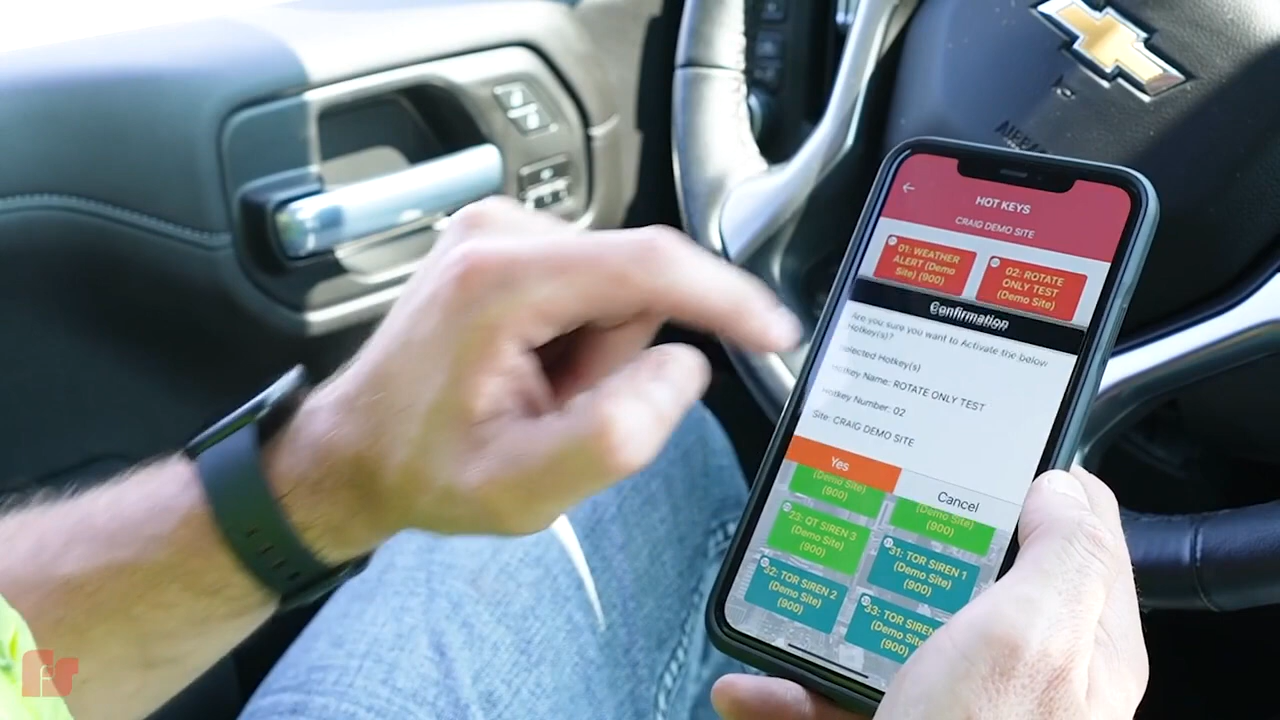 HOT KEYS
CRAIG DEMO SITE
01: WEATHER
ALERT (Demo
Site) (900)
02: ROTATE
ONLY TEST
(Demo Site)
Confirmation
Are you sure you want to Activate the below
Hotkey(s)?
Selected Hotkey(s)
Hotkey Name: ROTATE ONLY TEST
Hotkey Number: 02
Site: CRAIG DEMO SITE
Yes
Cancel
(Demo Site)
(900)
(Demo Site)
(900)
23: QT SIREN 3
(Demo Site)
(900)
31: TOR SIREN 1
(Demo Site)
(900)
32: TOR SIREN 2
(Demo Site)
(900)
33: TOR SIREN
(Demo Site)
(900)